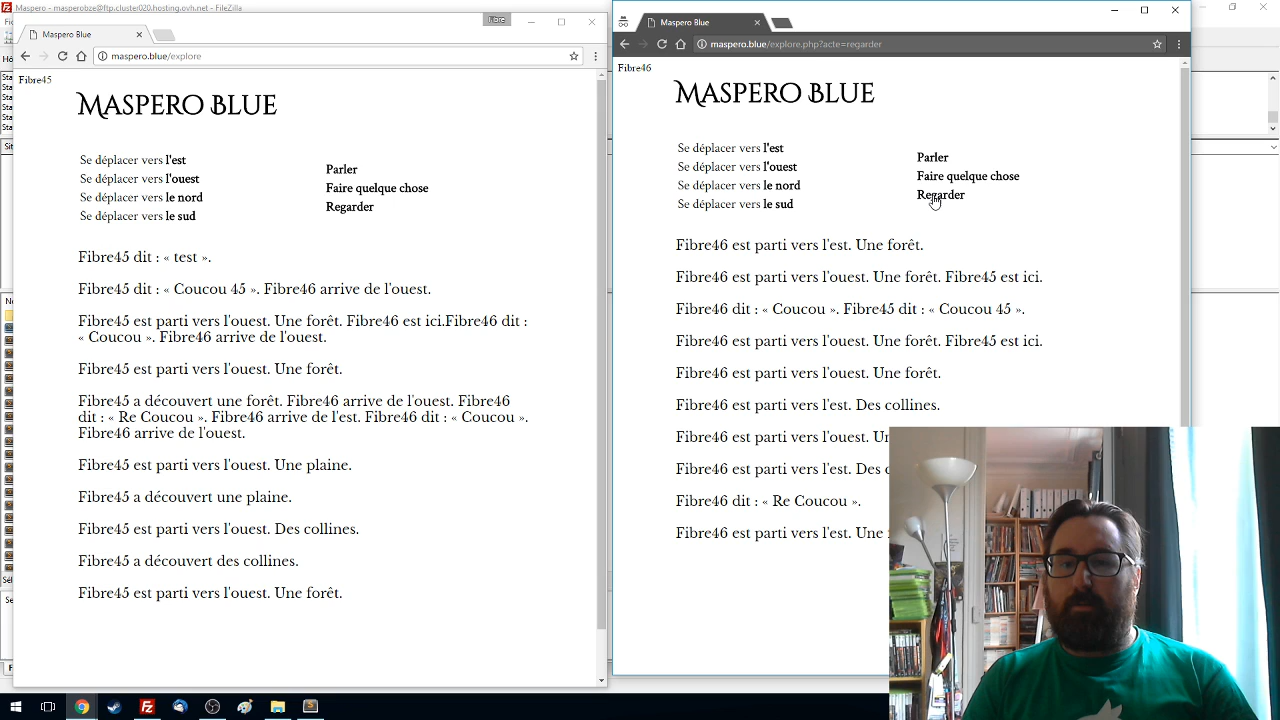 Maspero - masperobze@ftp.cluster020.hosting.ovh.net - FileZilla
Fibre
Maspero Blue
maspero.blue/explore
Fibre45
MASPERO BLUE
Se déplacer vers l'est
Se déplacer vers l'ouest
Se déplacer vers le nord
Se déplacer vers le sud
Parler
Faire quelque chose
Regarder
Fibre45 dit : « test ».
Fibre45 dit : « Coucou 45 ». Fibre46 arrive de l'ouest.
Fibre45 est parti vers l'ouest. Une forêt. Fibre46 est ici.Fibre46 dit :
« Coucou ». Fibre46 arrive de l'ouest.
Fibre45 est parti vers l'ouest. Une forêt.
Fibre45 a découvert une forêt. Fibre46 arrive de l'ouest. Fibre46
dit : « Re Coucou ». Fibre46 arrive de l'est. Fibre46 dit : « Coucou ».
Fibre46 arrive de l'ouest.
Fibre45 est parti vers l'ouest. Une plaine.
Fibre45 a découvert une plaine.
Fibre45 est parti vers l'ouest. Des collines.
Fibre45 a découvert des collines.
Fibre45 est parti vers l'ouest. Une forêt.
Maspero Blue
maspero.blue/explore.php?acte=regarder
Fibre46
MASPERO BLUE
Se déplacer vers l'est
Se déplacer vers l'ouest
Se déplacer vers le nord
Se déplacer vers le sud
Parler
Faire quelque chose
Regarder
Fibre46 est parti vers l'est. Une forêt.
Fibre46 est parti vers l'ouest. Une forêt. Fibre45 est ici.
Fibre46 dit : « Coucou ». Fibre45 dit : « Coucou 45 ».
Fibre46 est parti vers l'ouest. Une forêt. Fibre45 est ici.
Fibre46 est parti vers l'ouest. Une forêt.
Fibre46 est parti vers l'est. Des collines.
Fibre46 est parti vers l'ouest.
Fibre46 est parti vers l'est. Des
Fibre46 dit : « Re Coucou ».
Fibre46 est parti vers l'est. Une